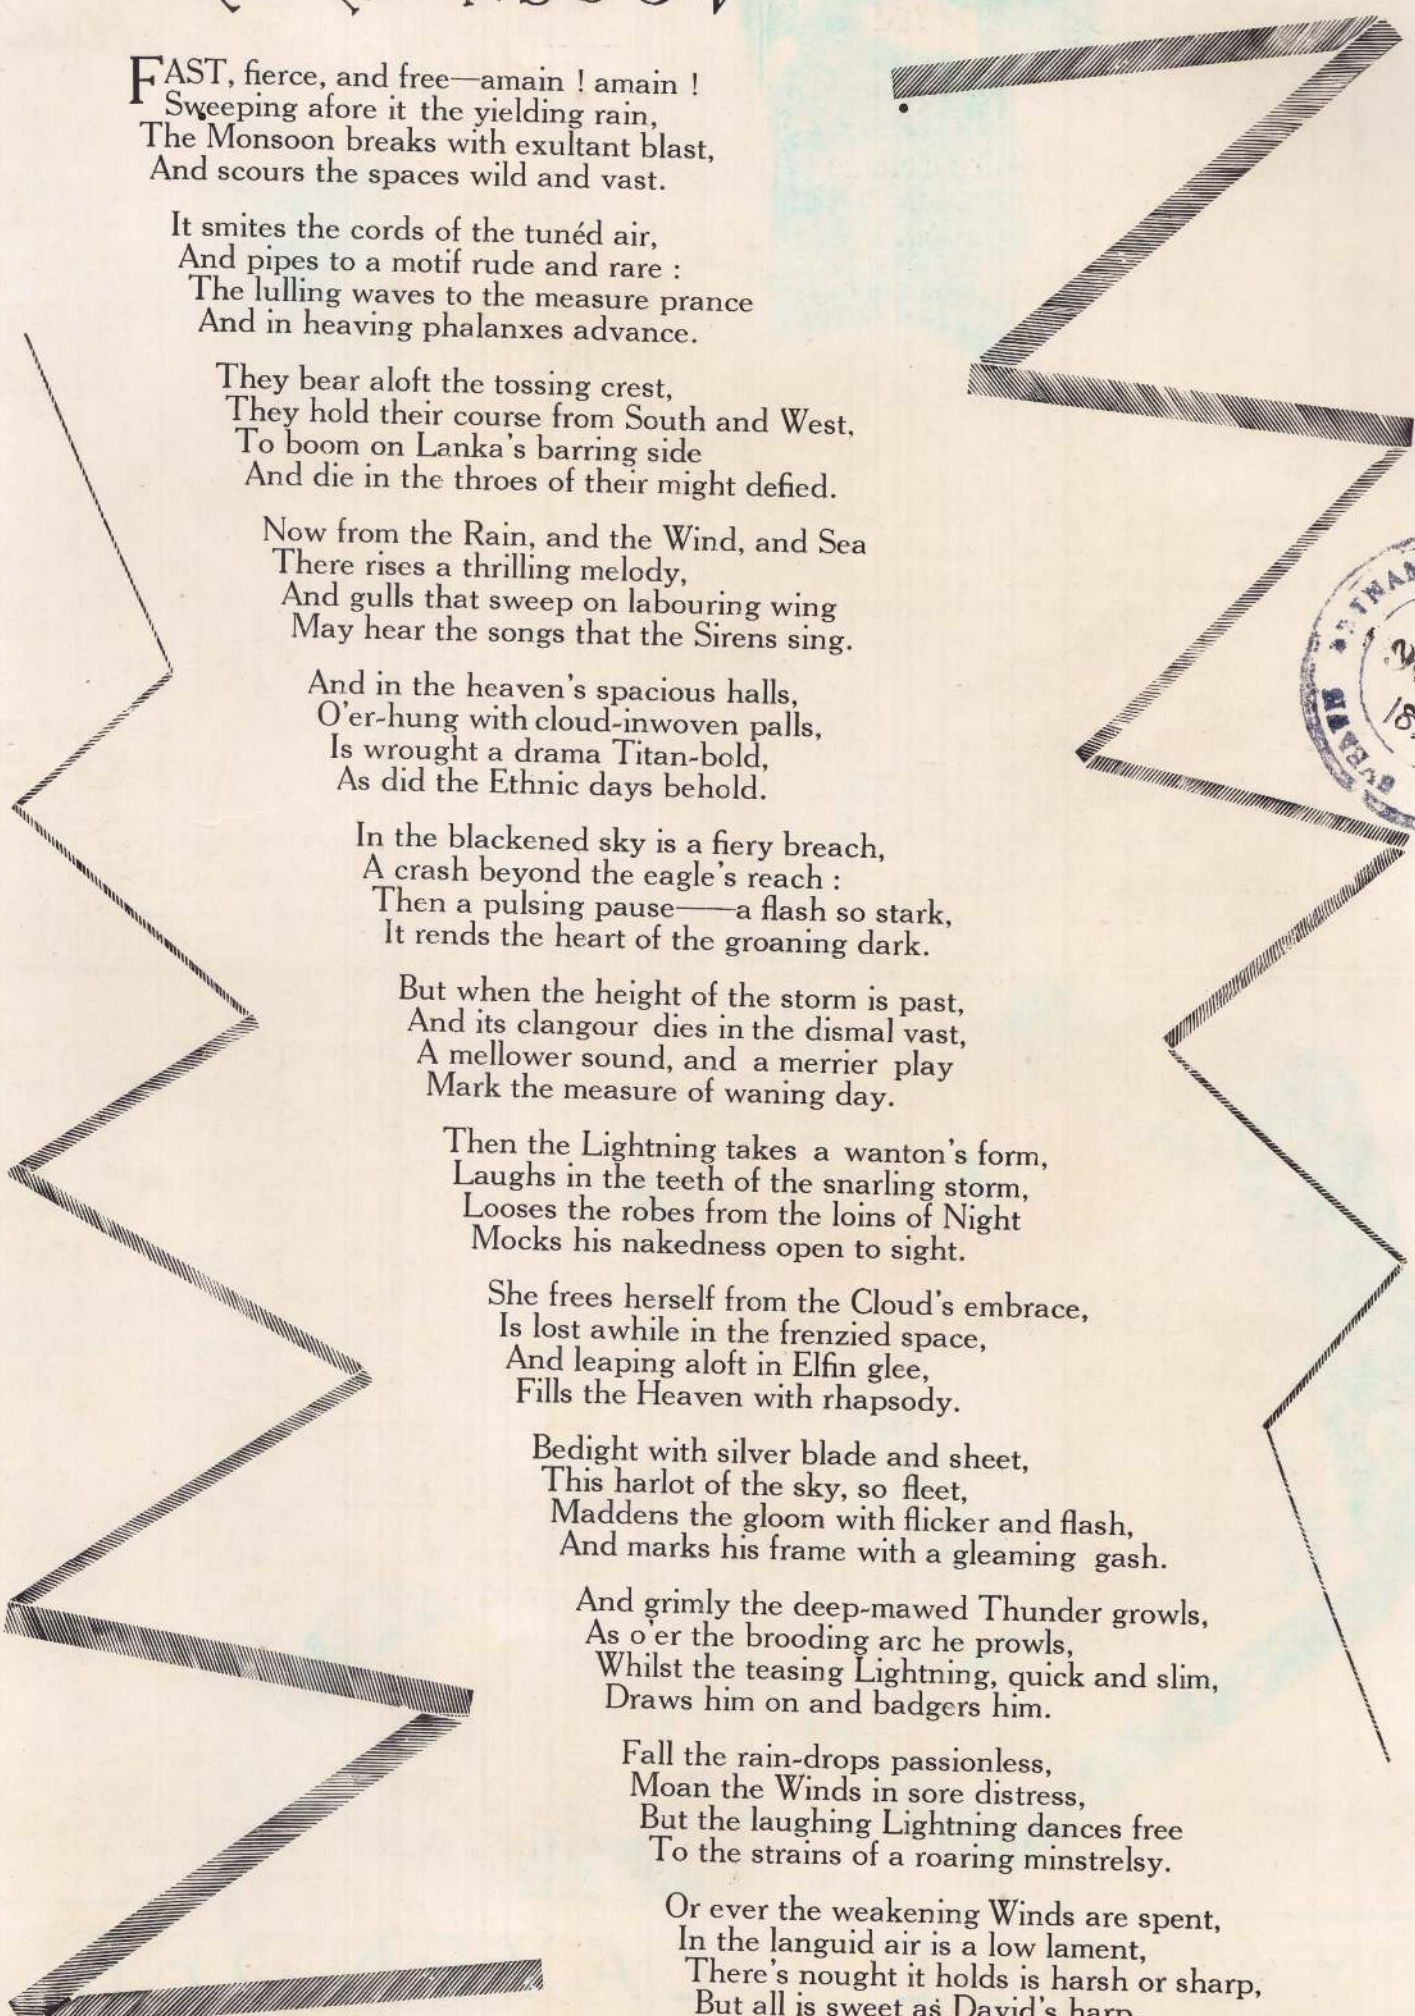 FAST, fierce, and free—amain ! amain !
Sweeping afore it the yielding rain,
The Monsoon breaks with exultant blast,
And scours the spaces wild and vast.
It smites the cords of the tunéd air,
And pipes to a motif rude and rare :
The lulling waves to the measure prance
And in heaving phalanxes advance.
They bear aloft the tossing crest,
They hold their course from South and West,
To boom on Lanka's barring side
And die in the throes of their might defied.
Now from the Rain, and the Wind, and Sea
There rises a thrilling melody,
And gulls that sweep on labouring wing
May hear the songs that the Sirens sing.
And in the heaven's spacious halls,
O'er-hung with cloud-inwoven palls,
Is wrought a drama Titan-bold,
As did the Ethnic days behold.
In the blackened sky is a fiery breach,
A crash beyond the eagle's reach :
Then a pulsing pause——a flash so stark,
It rends the heart of the groaning dark.
But when the height of the storm is past,
And its clangour dies in the dismal vast,
A mellower sound, and a merrier play
Mark the measure of waning day.
Then the Lightning takes a wanton's form,
Laughs in the teeth of the snarling storm,
Looses the robes from the loins of Night
Mocks his nakedness open to sight.
She frees herself from the Cloud's embrace,
Is lost awhile in the frenzied space,
And leaping aloft in Elfin glee,
Fills the Heaven with rhapsody.
Bedight with silver blade and sheet,
This harlot of the sky, so fleet,
Maddens the gloom with flicker and flash,
And marks his frame with a gleaming gash.
And grimly the deep-mawed Thunder growls,
As o'er the brooding arc he prowls,
Whilst the teasing Lightning, quick and slim,
Draws him on and badgers him.
Fall the rain-drops passionless,
Moan the Winds in sore distress,
But the laughing Lightning dances free
To the strains of a roaring minstrelsy.
Or ever the weakening Winds are spent,
In the languid air is a low lament,
There's nought it holds is harsh or sharp,
But all is sweet as David's harp